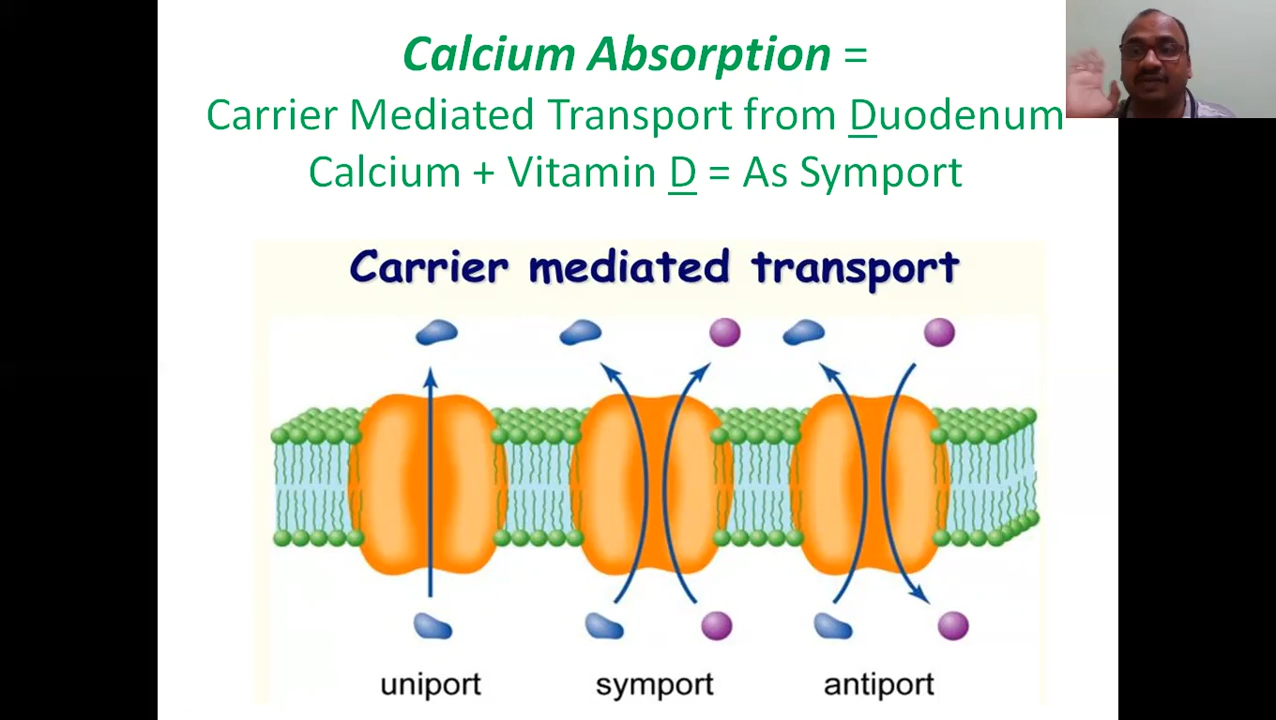 Calcium Absorption =
Carrier Mediated Transport from Duodenum
Calcium + Vitamin D = As Symport
Carrier mediated transport
uniport symport antiport